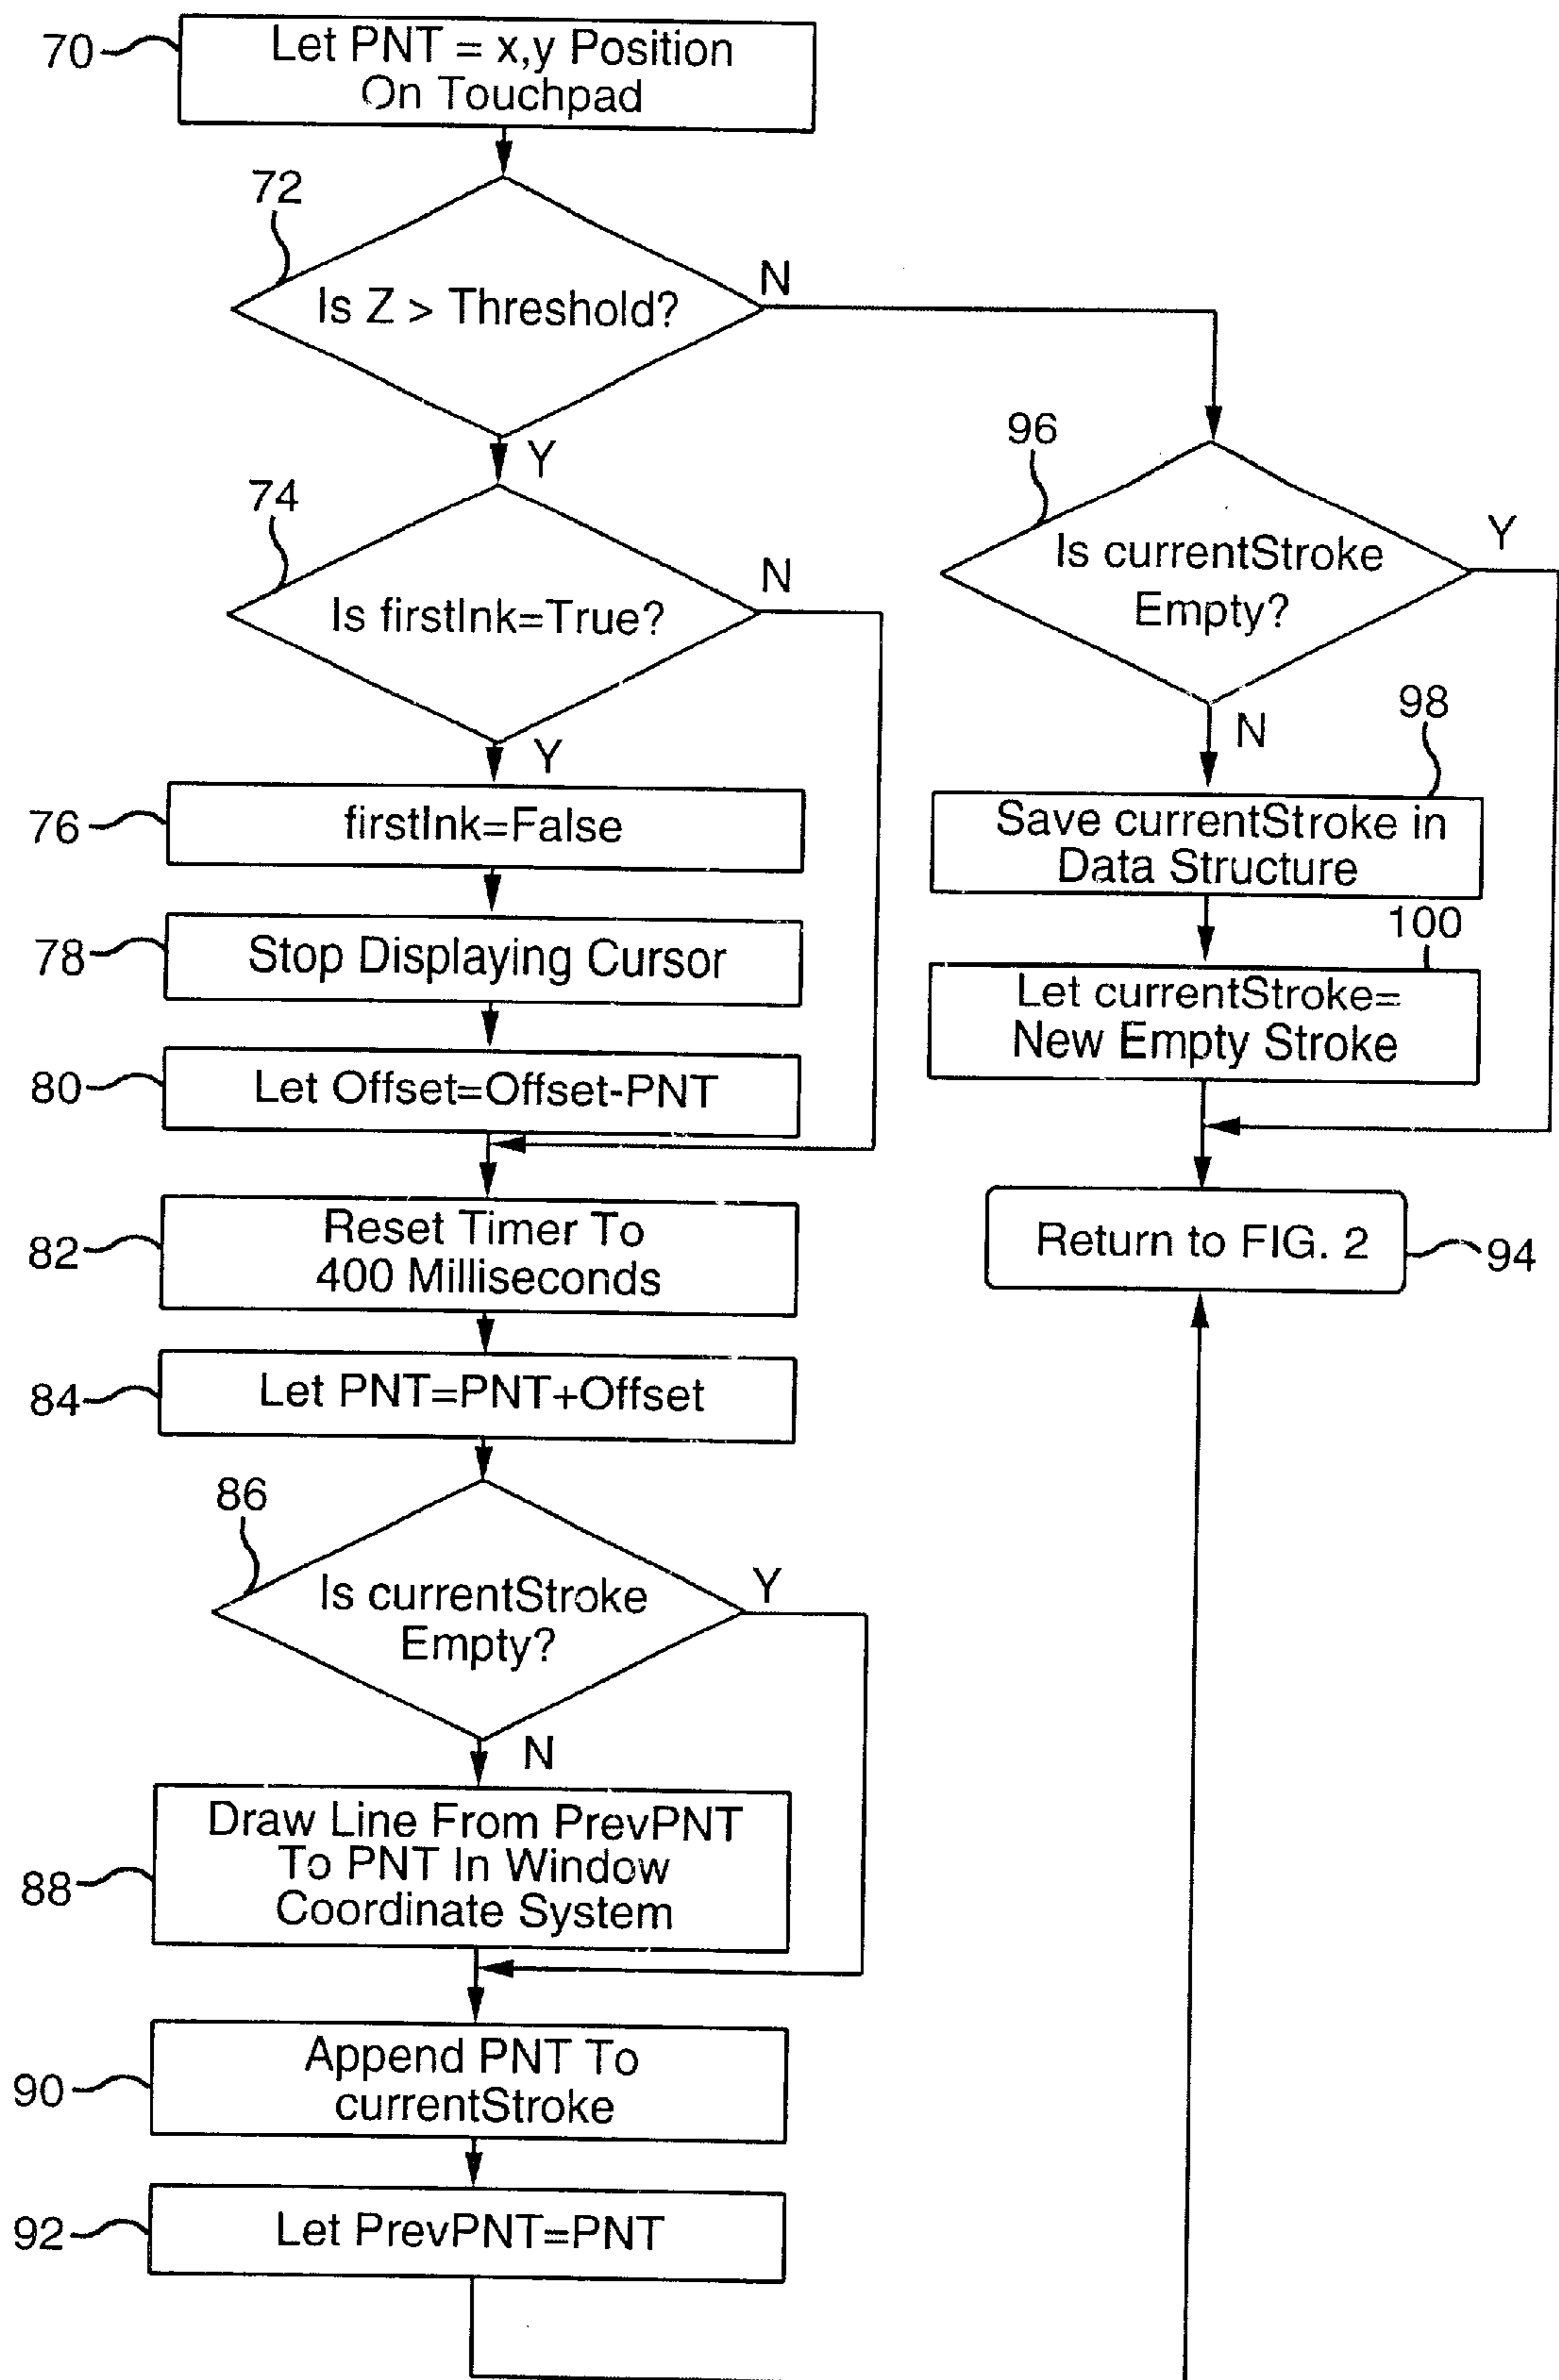 70
Let PNT = x,y Position
On Touchpad
72
Is Z > Threshold?
N
Y
74
Is firstInk=True?
N
Y
76
firstInk=False
78
Stop Displaying Cursor
80
Let Offset=Offset-PNT
82
Reset Timer To
400 Milliseconds
84
Let PNT=PNT+Offset
86
Is currentStroke
Empty?
Y
N
88
Draw Line From PrevPNT
To PNT In Window
Coordinate System
90
Append PNT To
currentStroke
92
Let PrevPNT=PNT
96
Is currentStroke
Empty?
Y
N
98
Save currentStroke in
Data Structure
100
Let currentStroke=
New Empty Stroke
Return to FIG. 2
94